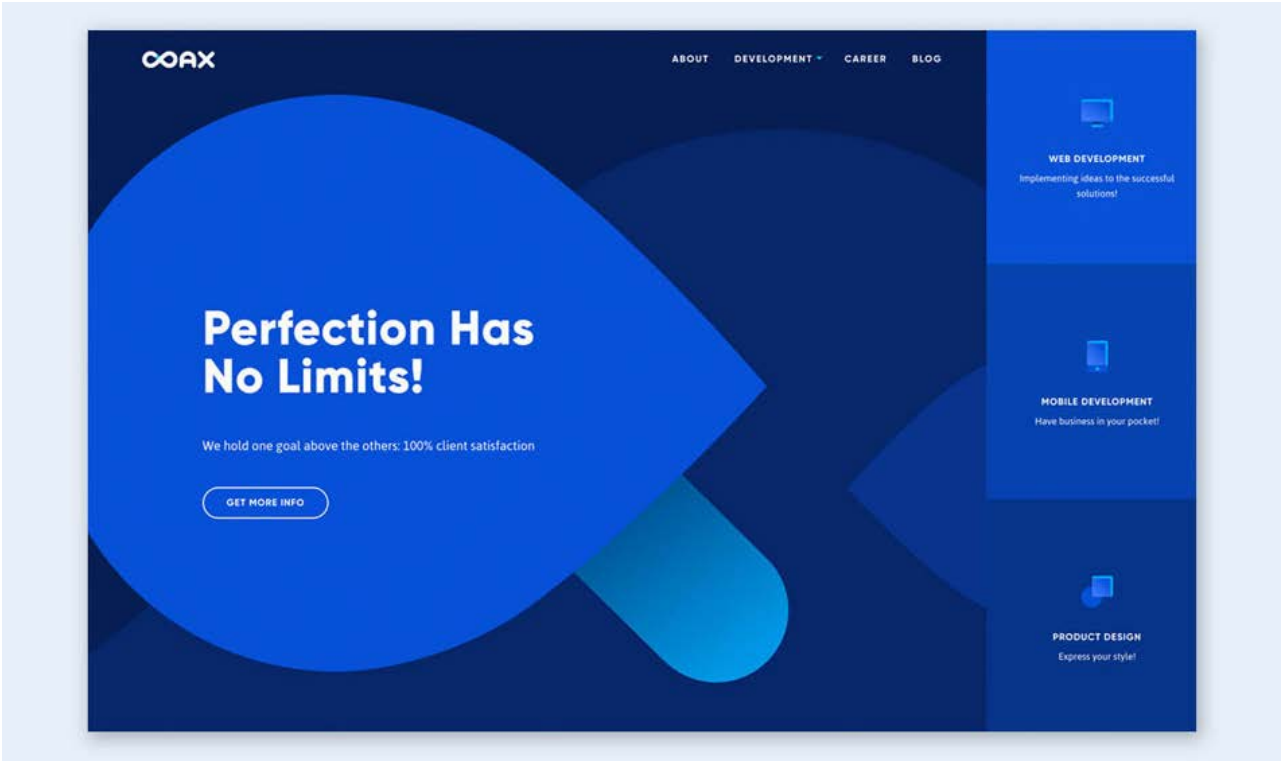 COAX
ABOUT DEVELOPMENT CAREER BLOG
Perfection Has
No Limits!
We hold one goal above the others: 100% client satisfaction
GET MORE INFO
WEB DEVELOPMENT
Implementing ideas to the successful
solutions!
MOBILE DEVELOPMENT
Have business in your pocket!
PRODUCT DESIGN
Express your style!